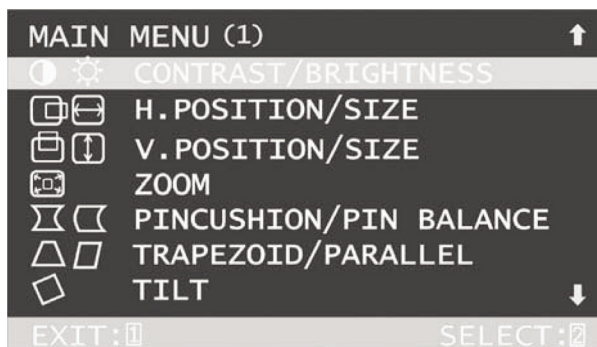 MAIN MENU (1)
CONTRAST/BRIGHTNESS
H.POSITION/SIZE
V.POSITION/SIZE
ZOOM
PINCUSHION/PIN BALANCE
TRAPEZOID/PARALLEL
TILT
EXIT:1 SELECT:2